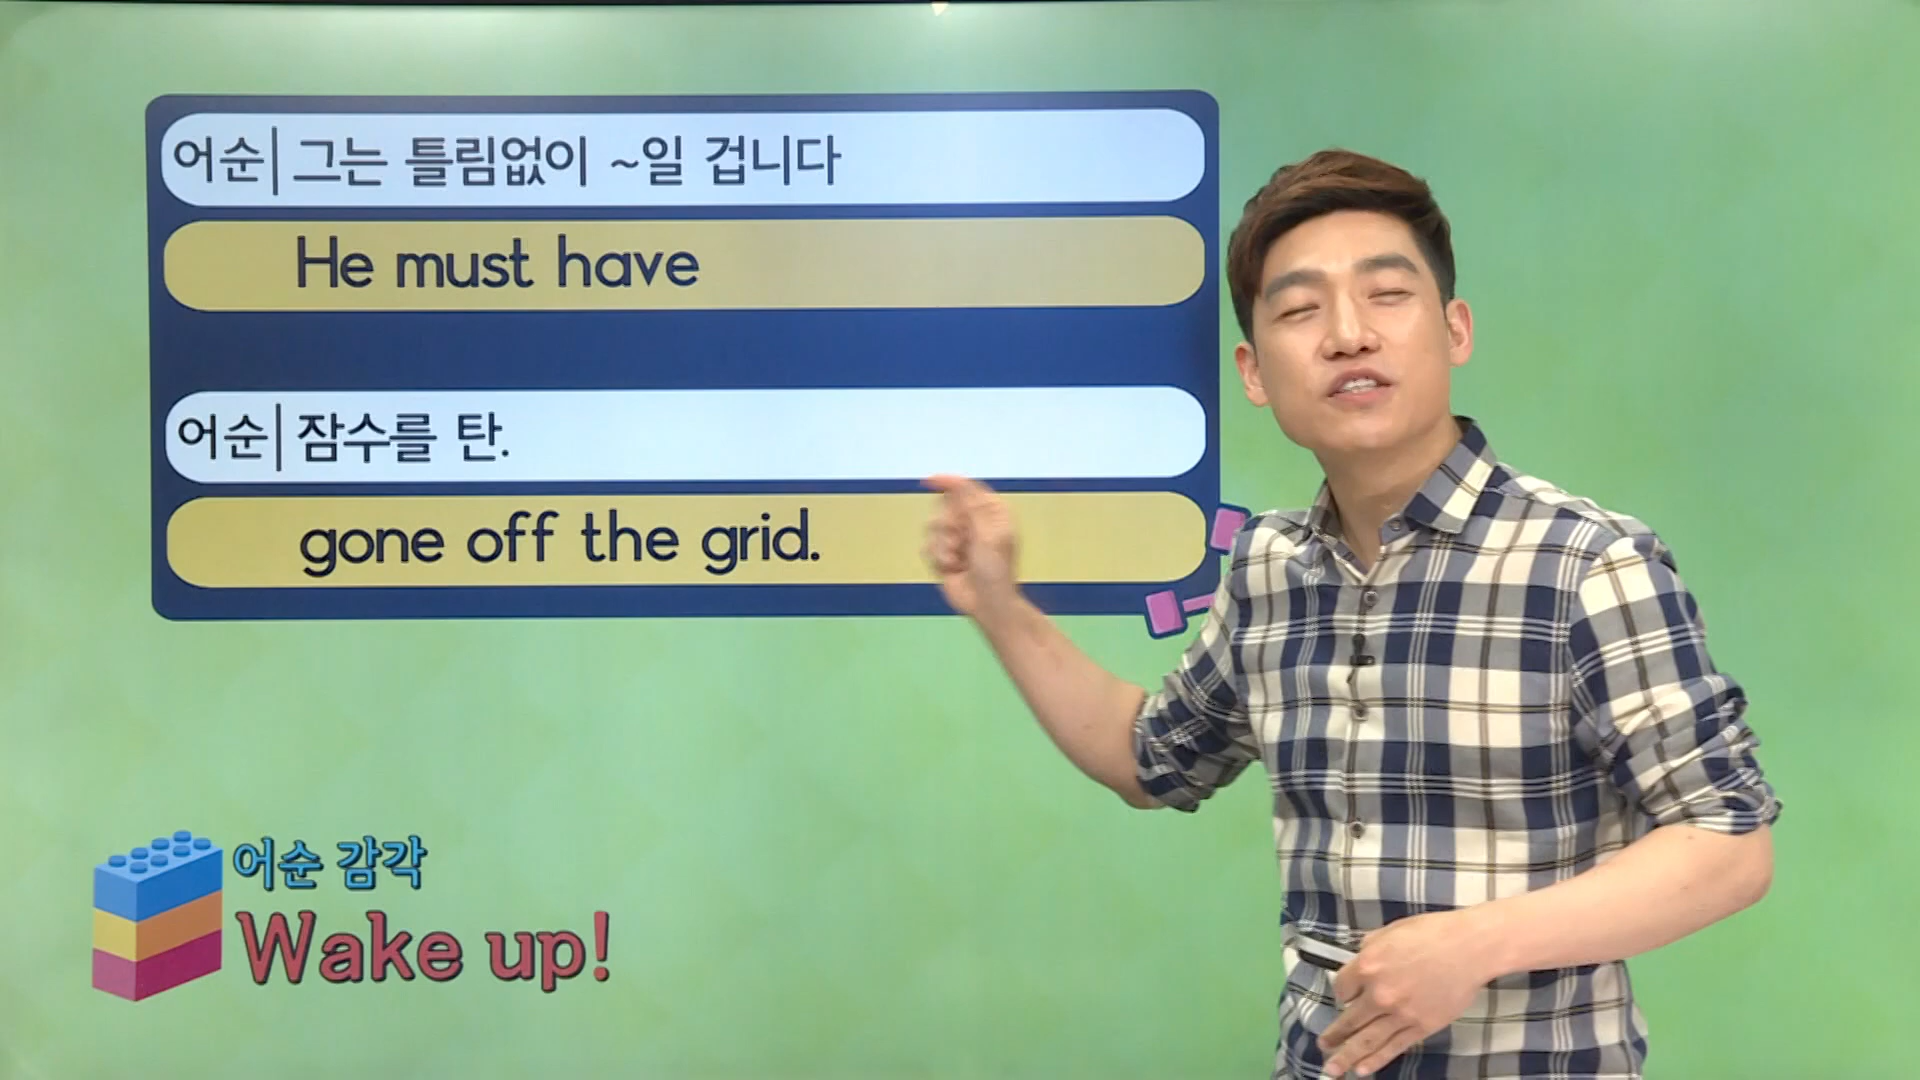 어순 그는 틀림없이 ~일 겁니다
He must have
어순 잠수를 탄.
gone off the grid.
어순 감각
Wake up!